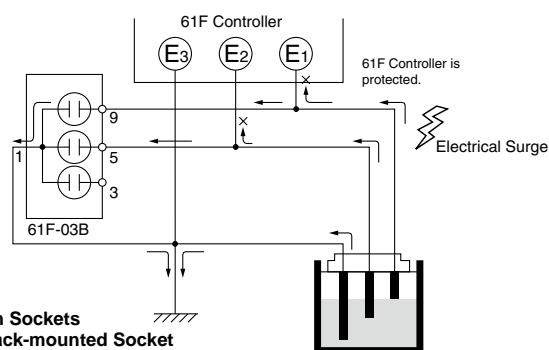 61F Controller
E3 E2 E1
61F Controller is
protected.
9
Electrical Surge
1
5
3
61F-03B
Sockets
ack-mounted Socket